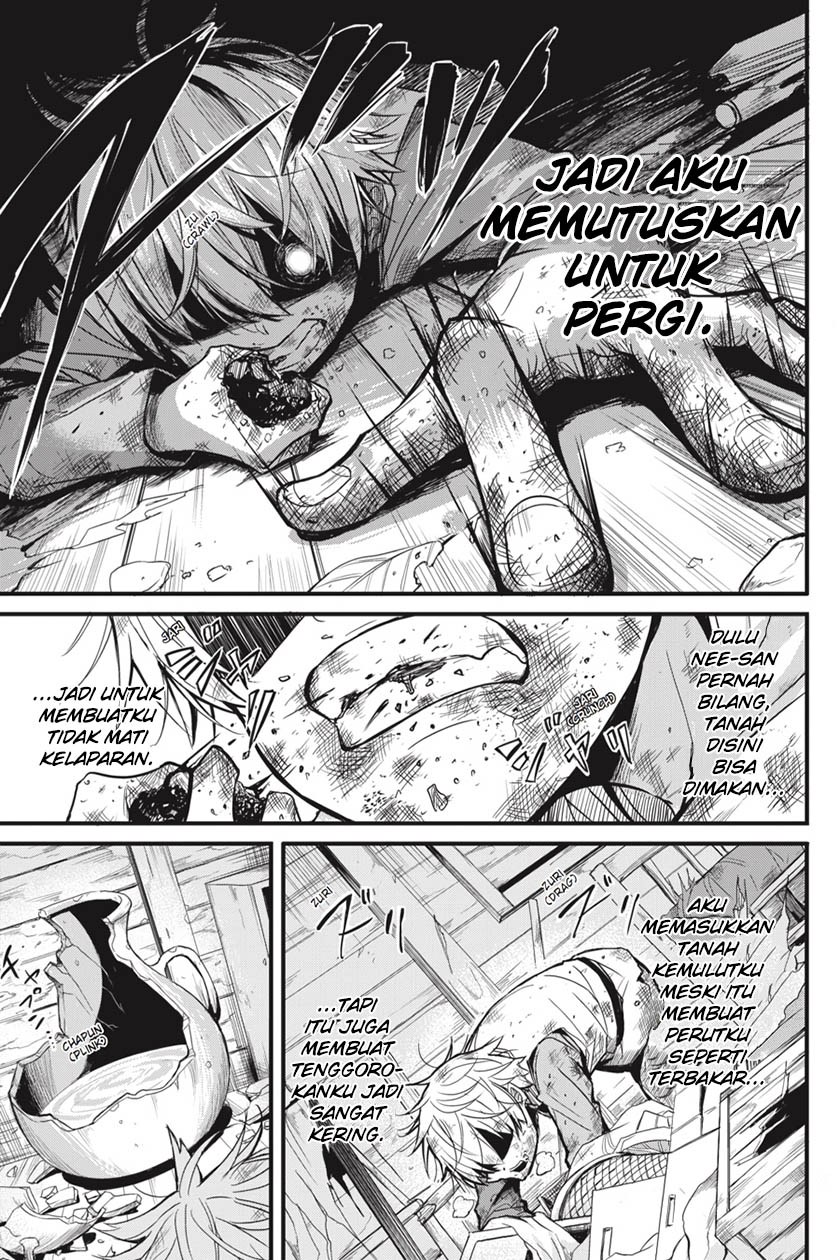 JADI AKU
MEMUTUSKAN
UNTUK
PERGI.
ZU
(CRAWL)
DULU
NEE-SAN
PERNAH
BILANG,
TANAH
DISINI
BISA
DIMAKAN...
JARI
(CLING)
JARI
...JADI UNTUK
MEMBUATKU
TIDAK MATI
KELAPARAN.
AKU
MEMASUKKAN
TANAH
KEMULUTKU
MESKI ITU
MEMBUAT
PERUTKU
SEPERTI
TERBAKAR...
ZURI
(DRAG)
ZURI
...TAPI
ITU JUGA
MEMBUAT
TENGGORO-
KANKU JADI
SANGAT
KERING.
CHAPUN
(PLINK)